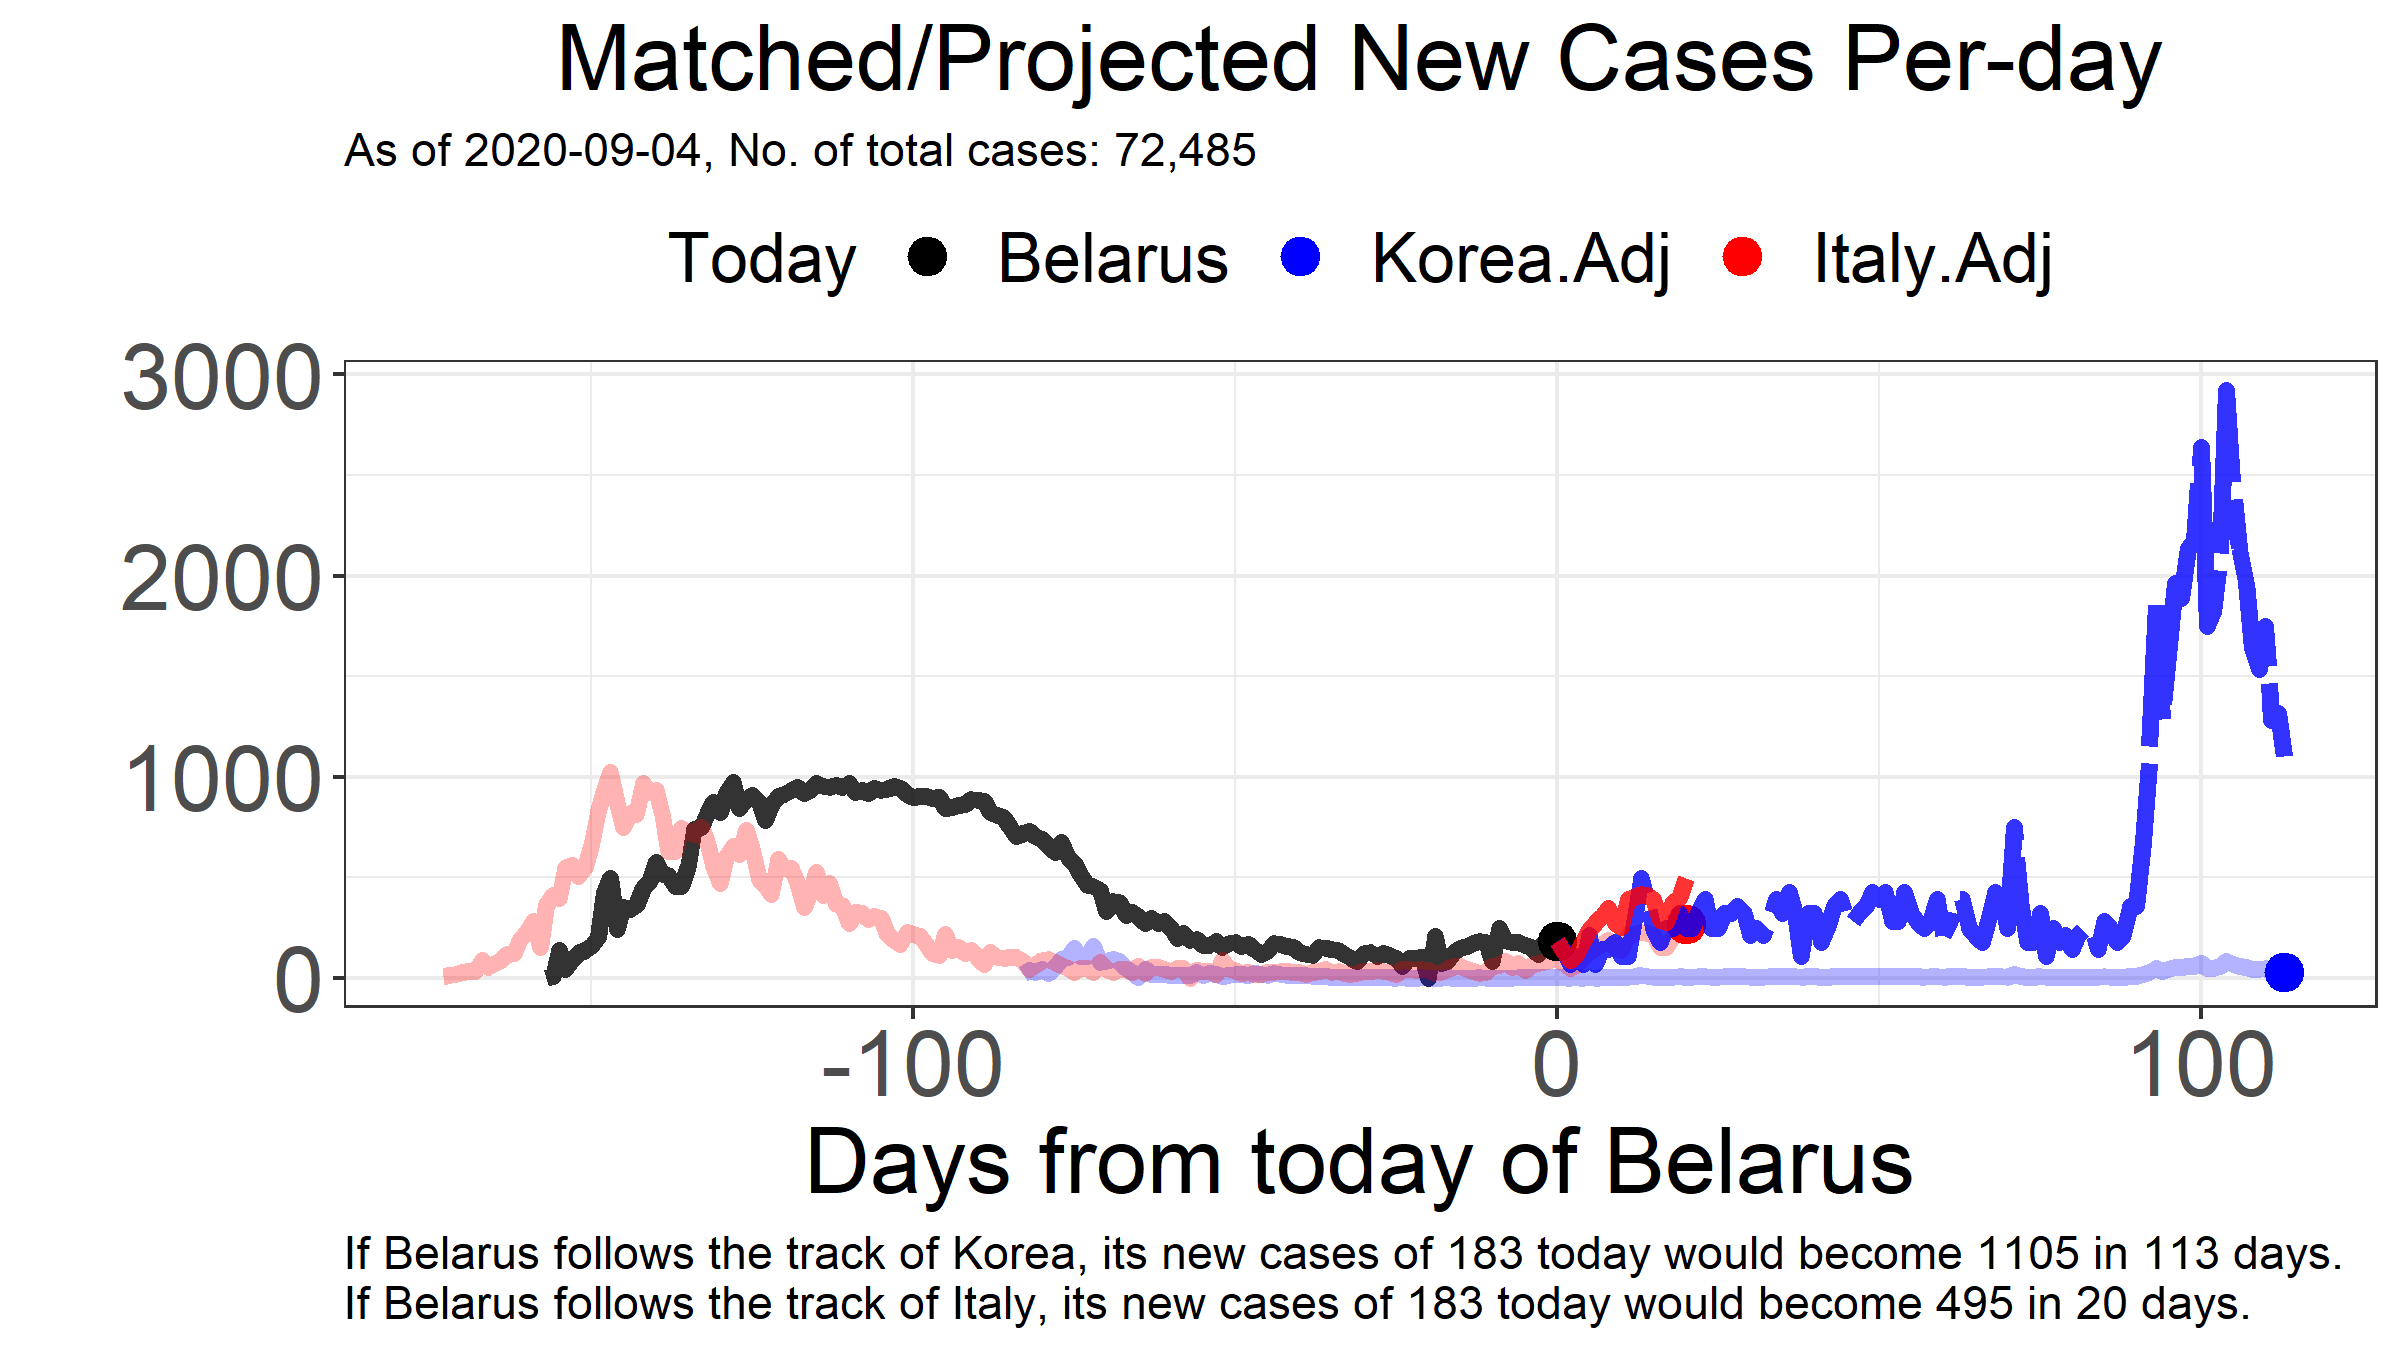 Matched/Projected New Cases Per-day
As of 2020-09-04, No. of total cases: 72,485
Today Belarus Korea.Adj Italy.Adj
3000
2000
1000
0
-100 0 100
Days from today of Belarus
If Belarus follows the track of Korea, its new cases of 183 today would become 1105 in 113 days.
If Belarus follows the track of Italy, its new cases of 183 today would become 495 in 20 days.